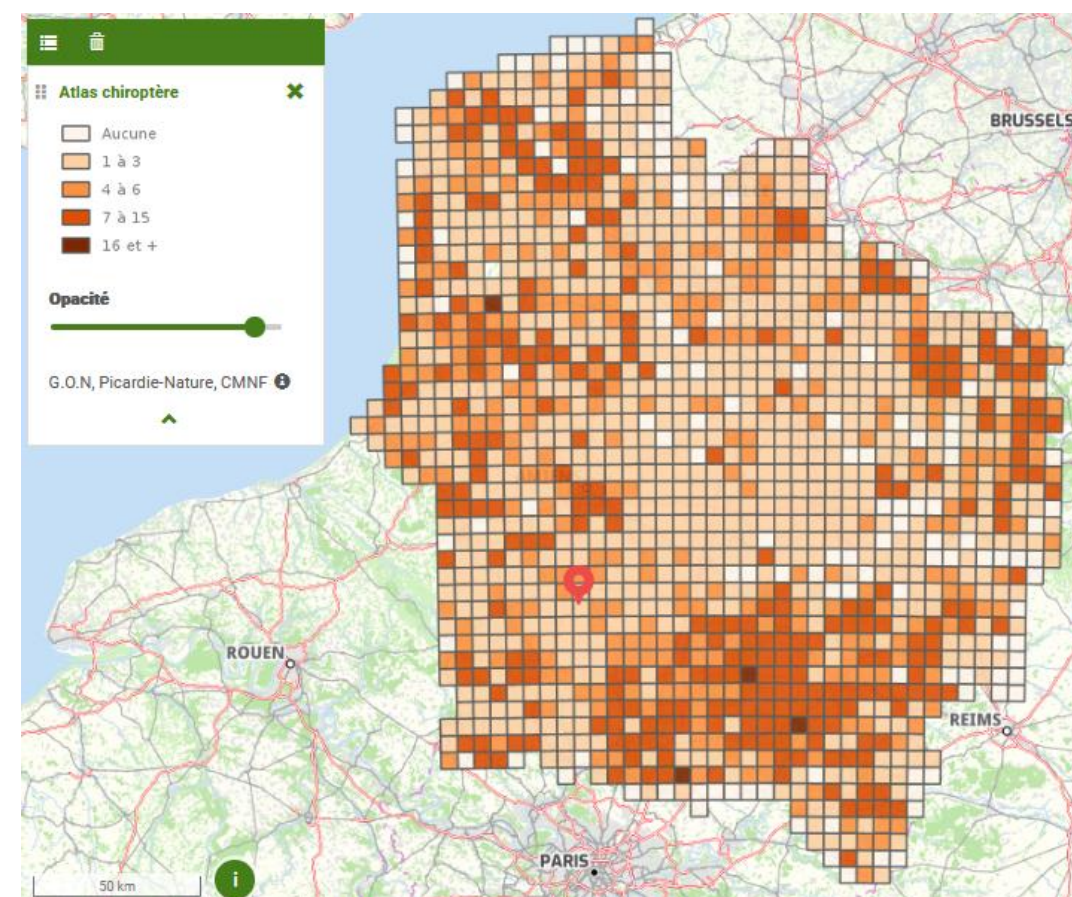 Atlas chiroptère
Aucune
1 à 3
4 à 6
7 à 15
16 et +
Opacité
G.O.N, Picardie-Nature, CMNF
BRUSSELS
ROUEN
REIMS
PARIS
50 km